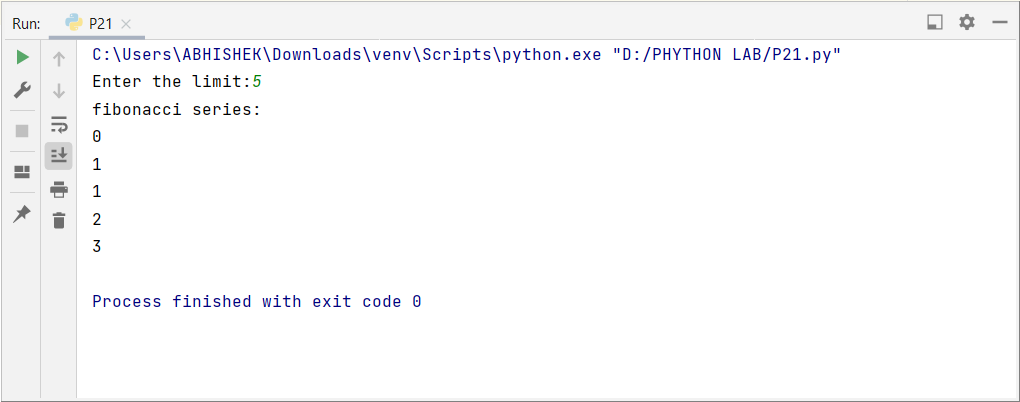 Run: P21
C:\Users\ABHISHEK\Downloads\venv\Scripts\python.exe "D:/PHYTHON LAB/P21.py"
Enter the limit:5
fibonacci series:
0
1
1
2
3
Process finished with exit code 0